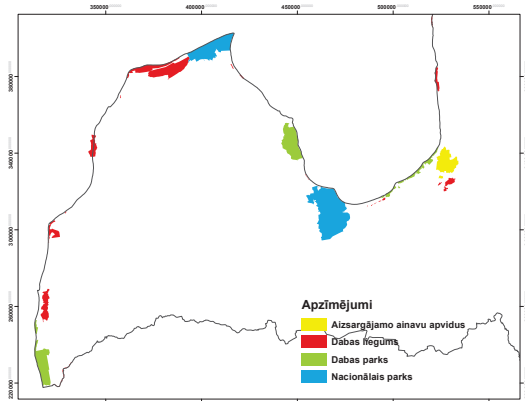 350000 400000 450000 500000 550000
380000
340000
300000
260000
220000
Apzīmējumi
Aizsargājamo ainavu apvidus
Dabas liegums
Dabas parks
Nacionālais parks